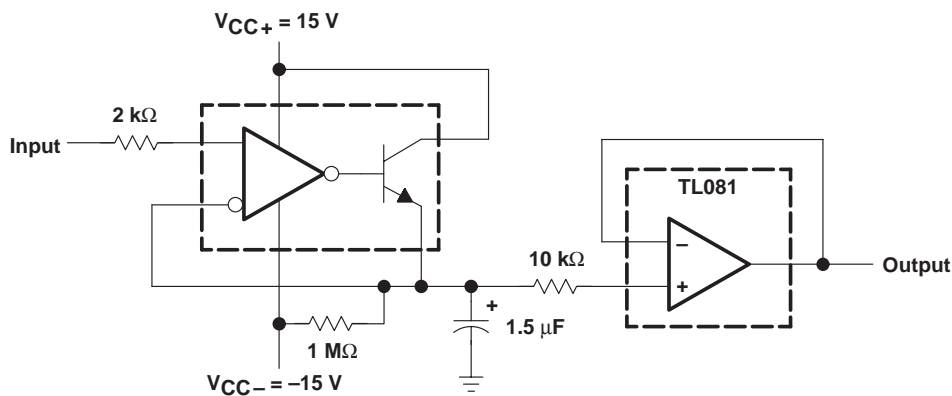 VCC+ = 15 V
2 kΩ
Input
TL081
–
+
10 kΩ
Output
+
1.5 μF
1 MΩ
VCC– = –15 V